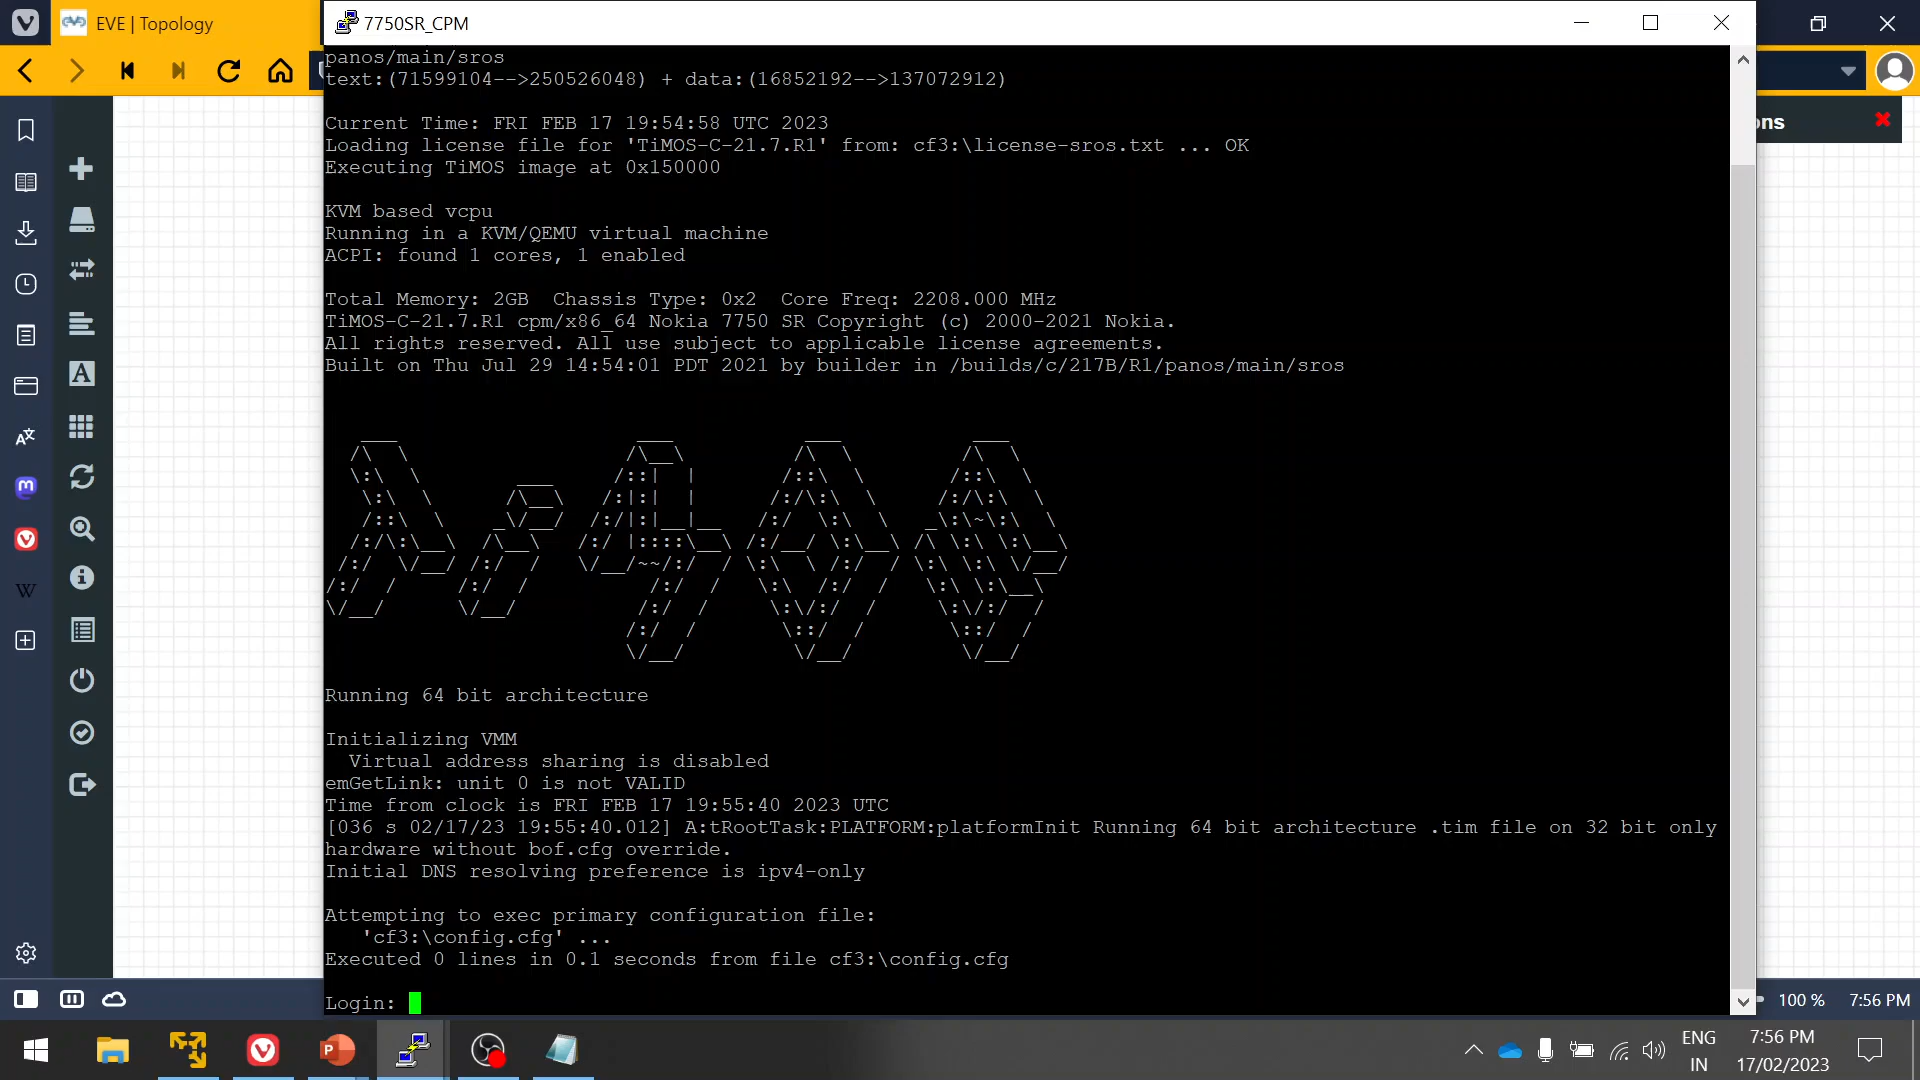 EVE | Topology
7750SR_CPM
panos/main/sros
text:(71599104-->250526048) + data:(16852192-->137072912)
Current Time: FRI FEB 17 19:54:58 UTC 2023
Loading license file for 'TiMOS-C-21.7.R1' from: cf3:\license-sros.txt ... OK
Executing TiMOS image at 0x150000
KVM based vcpu
Running in a KVM/QEMU virtual machine
ACPI: found 1 cores, 1 enabled
Total Memory: 2GB  Chassis Type: 0x2  Core Freq: 2208.000 MHz
TiMOS-C-21.7.R1 cpm/x86_64 Nokia 7750 SR Copyright (c) 2000-2021 Nokia.
All rights reserved. All use subject to applicable license agreements.
Built on Thu Jul 29 14:54:01 PDT 2021 by builder in /builds/c/217B/R1/panos/main/sros
Running 64 bit architecture
Initializing VMM
  Virtual address sharing is disabled
emGetLink: unit 0 is not VALID
Time from clock is FRI FEB 17 19:55:40 2023 UTC
[036 s 02/17/23 19:55:40.012] A:tRootTask:PLATFORM:platformInit Running 64 bit architecture .tim file on 32 bit only
hardware without bof.cfg override.
Initial DNS resolving preference is ipv4-only
Attempting to exec primary configuration file:
   'cf3:\config.cfg' ...
Executed 0 lines in 0.1 seconds from file cf3:\config.cfg
Login:
ons
100 %
7:56 PM
ENG
IN
7:56 PM
17/02/2023